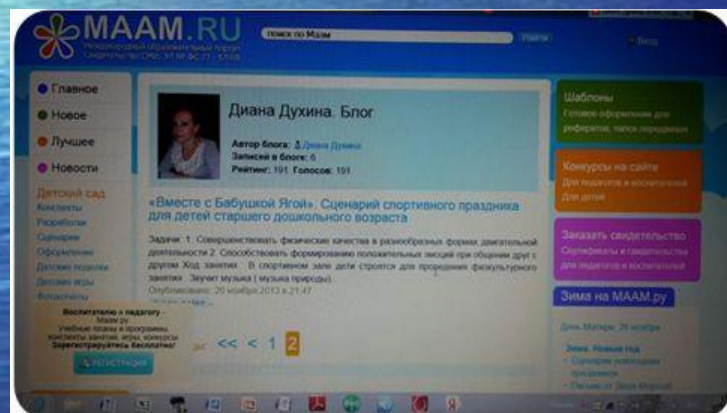 MAAM.RU
Международный образовательный портал
поиск по Маам
Найти
Вход
Главное
Новое
Лучшее
Новости
Детский сад
Конспекты
Разработки
Сценарии
Оформление
Детские поделки
Детские игры
Фотоотчёты
Воспитателю и педагогу -
Маам.ру
Учебные планы и программы,
конспекты занятий, игры, конкурсы.
Зарегистрируйтесь бесплатно!
РЕГИСТРАЦИЯ
Диана Духина. Блог
Автор блога: Диана Духина
Записей в блоге: 6
Рейтинг: 191 Голосов: 191
«Вместе с Бабушкой Ягой». Сценарий спортивного праздника
для детей старшего дошкольного возраста
Задачи: 1. Совершенствовать физические качества в разнообразных формах двигательной
деятельности 2. Способствовать формированию положительных эмоций при общении друг с
другом Ход занятия : В спортивном зале дети строятся для проведения физкультурного
занятия . Звучит музыка ( музыка природы).
Опубликовано: 20 ноября 2013 в 21:47
<< < 1 2
Шаблоны
Готовое оформление для
рефератов, папок передвижек
Конкурсы на сайте
Для педагогов и воспитателей
Для детей
Заказать свидетельство
Сертификаты и свидетельства
для педагогов и воспитателей
Зима на МААМ.ру
День Матери, 26 ноября
Зима. Новый год
Сценарии новогодних
праздников
Письмо от Деда Мороза